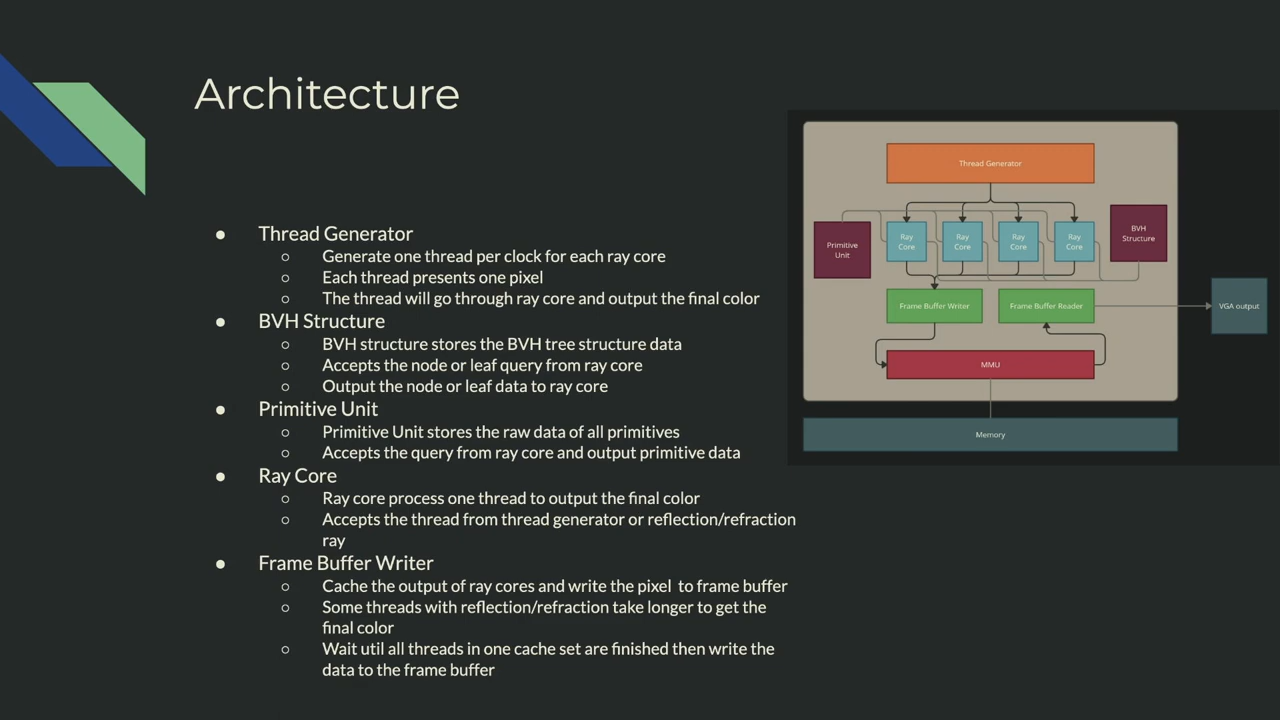 Architecture
● Thread Generator
○ Generate one thread per clock for each ray core
○ Each thread presents one pixel
○ The thread will go through ray core and output the final color
● BVH Structure
○ BVH structure stores the BVH tree structure data
○ Accepts the node or leaf query from ray core
○ Output the node or leaf data to ray core
● Primitive Unit
○ Primitive Unit stores the raw data of all primitives
○ Accepts the query from ray core and output primitive data
● Ray Core
○ Ray core process one thread to output the final color
○ Accepts the thread from thread generator or reflection/refraction
ray
● Frame Buffer Writer
○ Cache the output of ray cores and write the pixel to frame buffer
○ Some threads with reflection/refraction take longer to get the
final color
○ Wait util all threads in one cache set are finished then write the
data to the frame buffer
Thread Generator
Primitive
Unit
Ray
Core
Ray
Core
Ray
Core
Ray
Core
BVH
Structure
Frame Buffer Writer
Frame Buffer Reader
VGA output
MMU
Memory